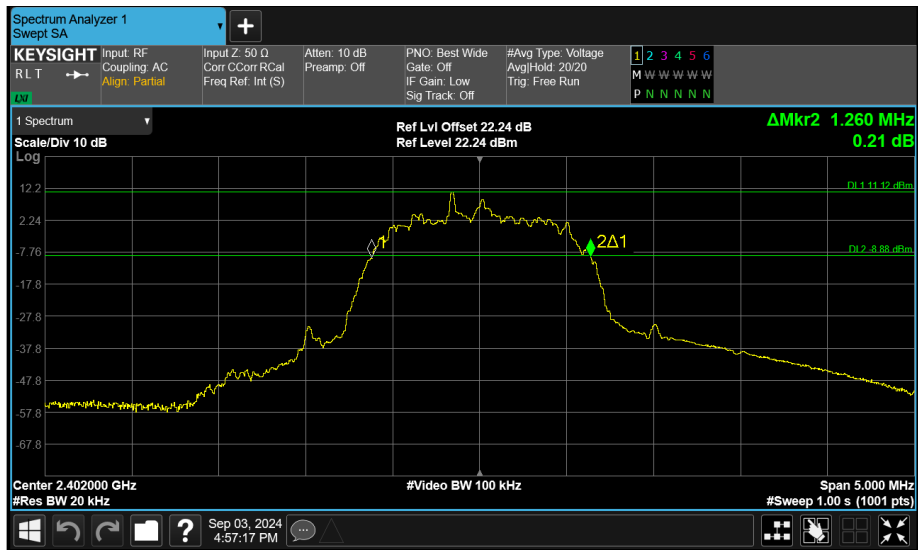 Spectrum Analyzer 1
Swept SA
KEYSIGHT
RLT
LXI
Input: RF
Coupling: AC
Align: Partial
Input Z: 50 Ω
Corr CCorr RCal
Freq Ref: Int (S)
Atten: 10 dB
Preamp: Off
PNO: Best Wide
Gate: Off
IF Gain: Low
Sig Track: Off
#Avg Type: Voltage
Avg|Hold: 20/20
Trig: Free Run
1 2 3 4 5 6
M W W W W W
P N N N N N
1 Spectrum
Scale/Div 10 dB
Ref Lvl Offset 22.24 dB
Ref Level 22.24 dBm
ΔMkr2 1.260 MHz
0.21 dB
Log
12.2
DL1 11.12 dBm
2.24
1
2Δ1
-7.76
DL2 -8.88 dBm
-17.8
-27.8
-37.8
-47.8
-57.8
-67.8
Center 2.402000 GHz
#Video BW 100 kHz
Span 5.000 MHz
#Res BW 20 kHz
#Sweep 1.00 s (1001 pts)
?
Sep 03, 2024
4:57:17 PM